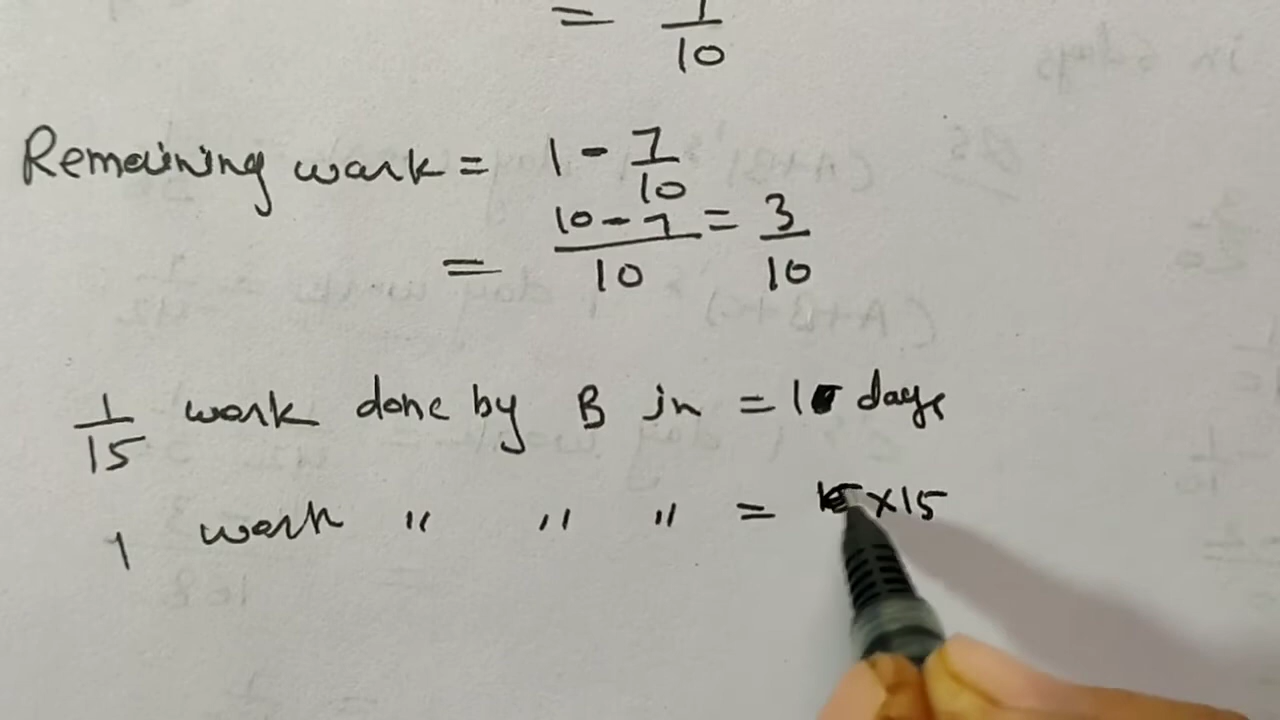 = 1/10
Remaining work = 1 - 7/10
= (10 - 7)/10 = 3/10
1/15 work done by B in = 1 days
1 work " " " = ×15